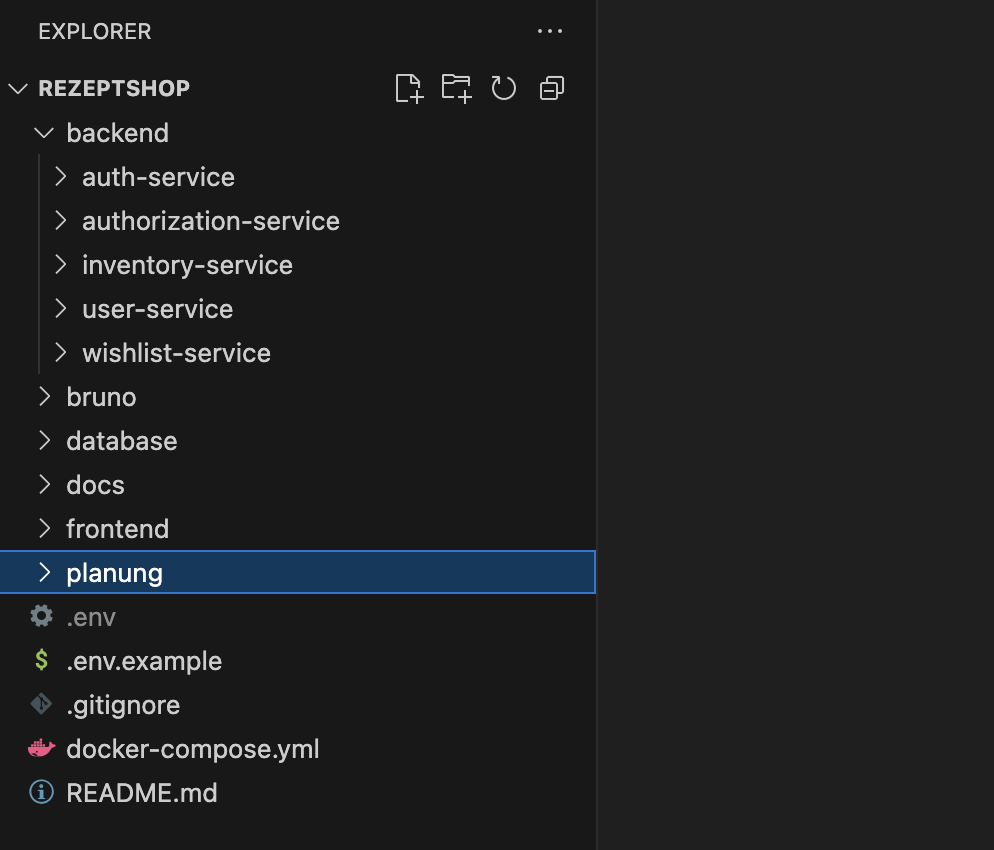 EXPLORER
REZEPTSHOP
backend
auth-service
authorization-service
inventory-service
user-service
wishlist-service
bruno
database
docs
frontend
planung
.env
$ .env.example
.gitignore
docker-compose.yml
README.md